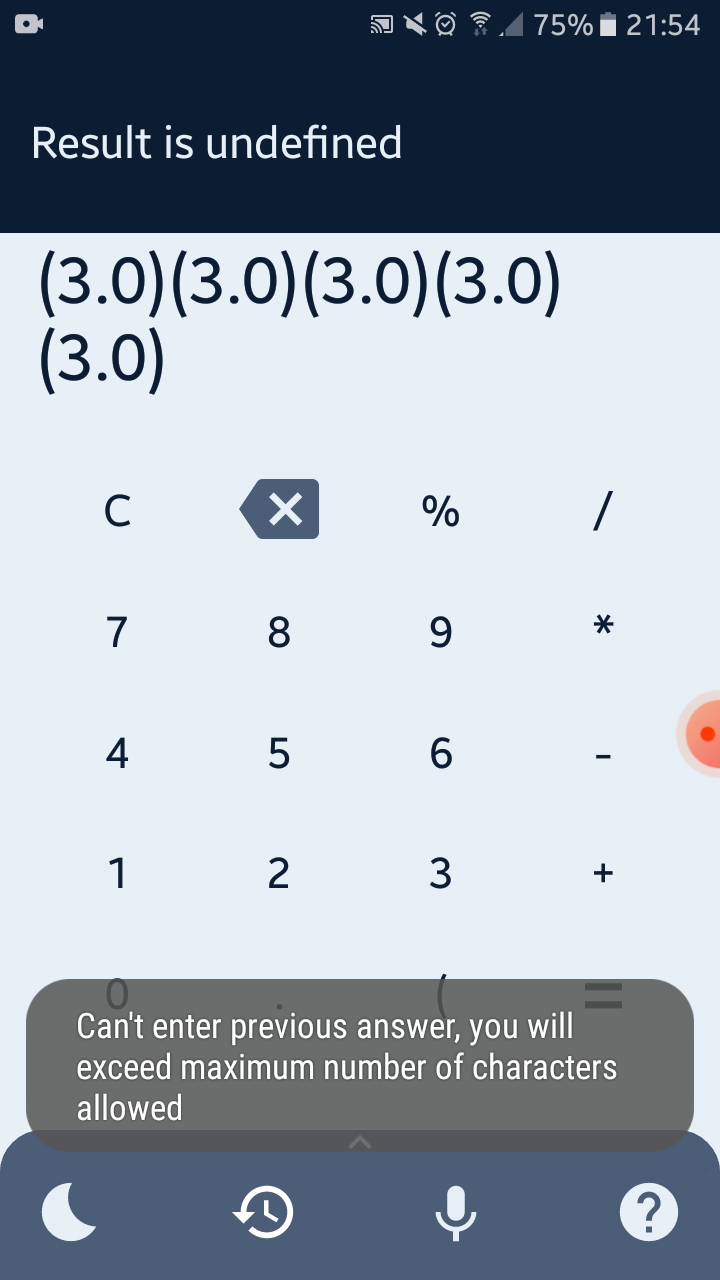 75% 21:54
Result is undefined
(3.0)(3.0)(3.0)(3.0)
(3.0)
C % /
7 8 9 *
4 5 6 -
1 2 3 +
0 . ( =
Can't enter previous answer, you will
exceed maximum number of characters
allowed
?